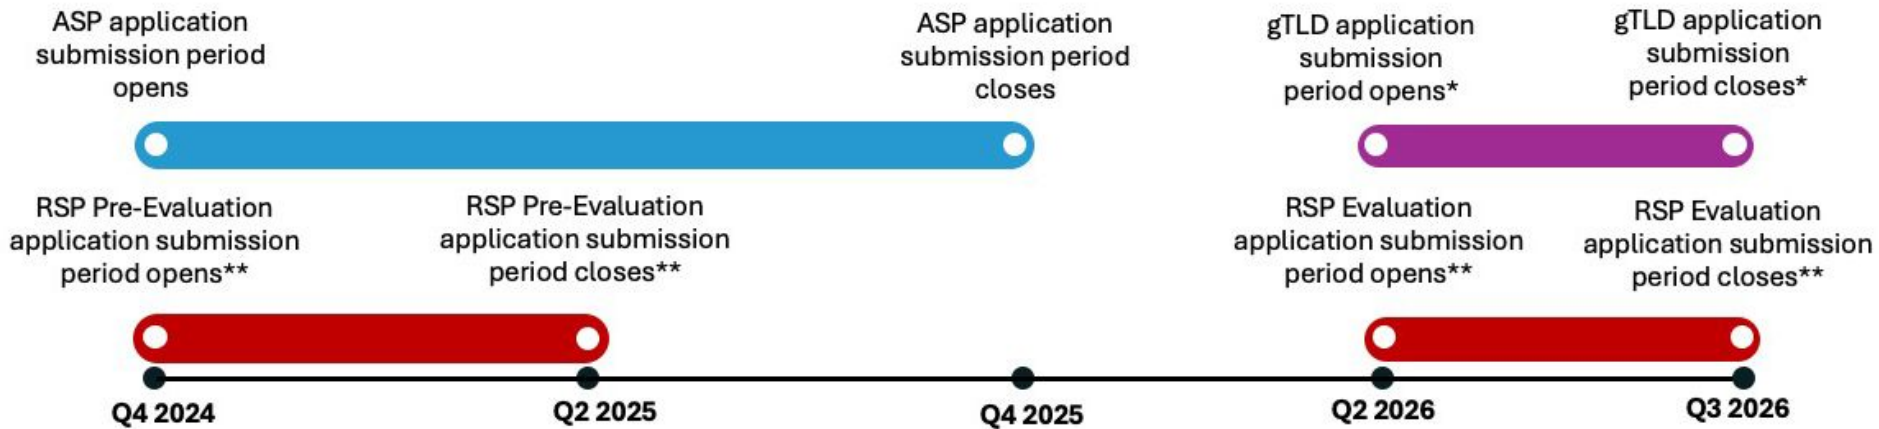 ASP application
submission period
opens
ASP application
submission period
closes
gTLD application
submission
period opens*
gTLD application
submission
period closes*
RSP Pre-Evaluation
application submission
period opens**
RSP Pre-Evaluation
application submission
period closes**
RSP Evaluation
application submission
period opens**
RSP Evaluation
application submission
period closes**
Q4 2024
Q2 2025
Q4 2025
Q2 2026
Q3 2026